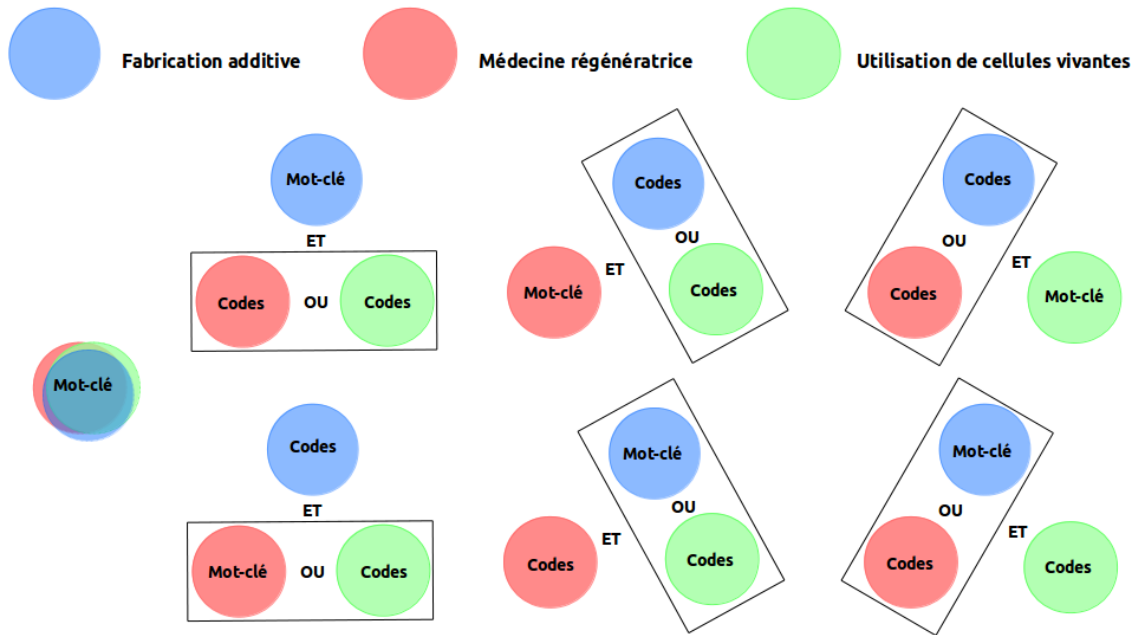 Fabrication additive
Médecine régénératrice
Utilisation de cellules vivantes
Mot-clé
ET
Codes OU Codes
Codes
OU
Codes
ET
Mot-clé
Codes
OU
Codes
ET
Mot-clé
Mot-clé
Codes
ET
Mot-clé OU Codes
Mot-clé
OU
Codes
ET
Codes
Mot-clé
OU
Codes
ET
Codes